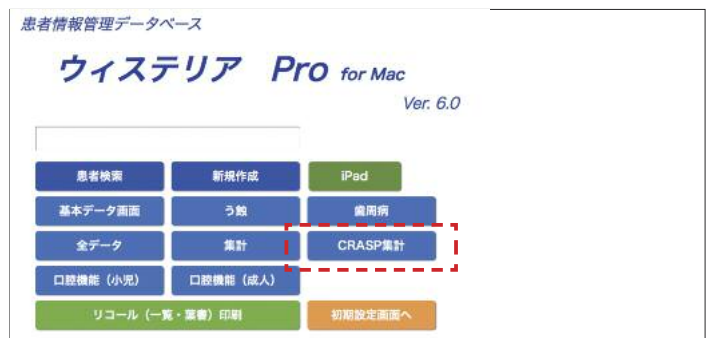 患者情報管理データベース
ウィステリア Pro for Mac
Ver. 6.0
患者検索 新規作成 iPad
基本データ画面 う蝕 歯周病
全データ 集計 CRASP集計
口腔機能（小児） 口腔機能（成人）
リコール（一覧・葉書）印刷 初期設定画面へ